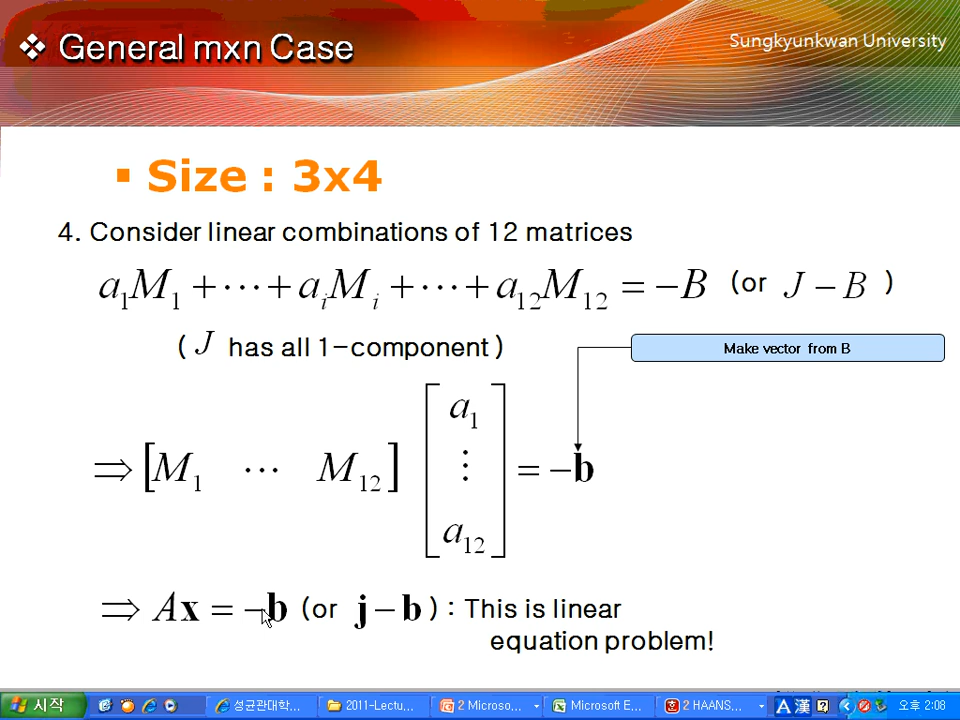 ❖ General mxn Case
Sungkyunkwan University
▪ Size : 3x4
4. Consider linear combinations of 12 matrices
a₁M₁ + ⋯ + aᵢMᵢ + ⋯ + a₁₂M₁₂ = −B (or J − B )
( J has all 1-component )
Make vector from B
⇒ [M₁ ⋯ M₁₂] [a₁ ⋮ a₁₂] = −b
⇒ Ax = −b (or j − b ) : This is linear
equation problem!
시작 성균관대학... 2011-Lectu... 2 Microso... Microsoft E... 2 HAANS... A 漢 오후 2:08